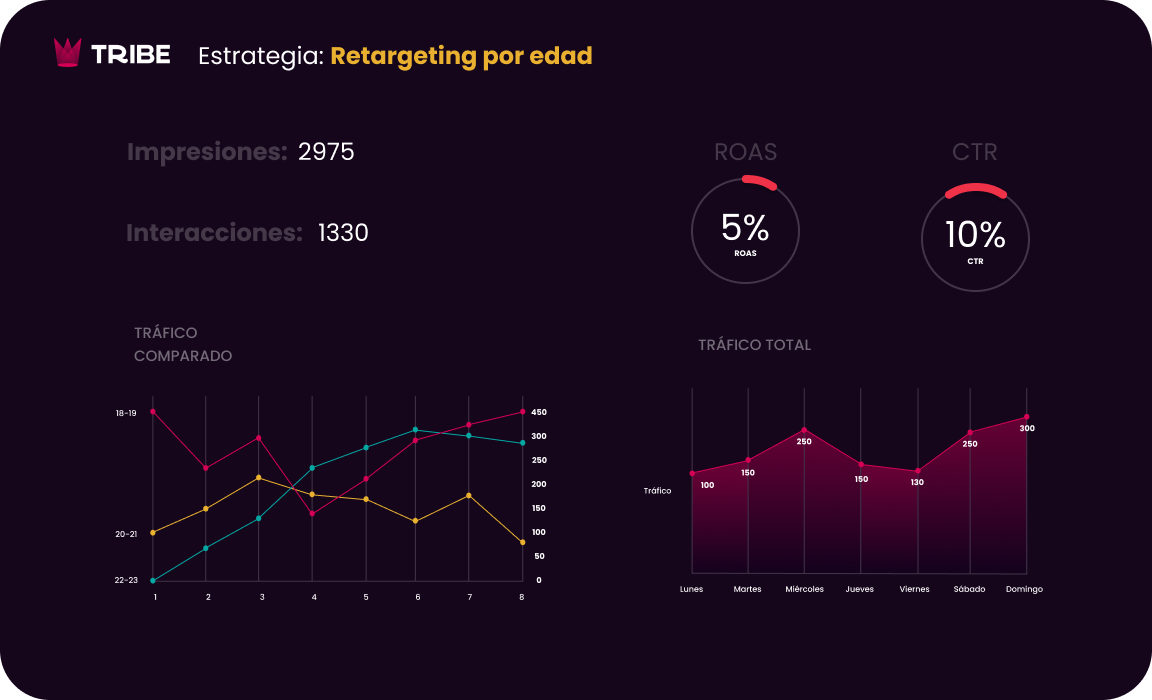 TRIBE
Estrategia: Retargeting por edad
Impresiones: 2975
Interacciones: 1330
ROAS
5%
ROAS
CTR
10%
CTR
TRÁFICO
COMPARADO
18-19
20-21
22-23
450
300
250
200
150
100
50
0
1 2 3 4 5 6 7 8
TRÁFICO TOTAL
Tráfico
100
150
250
150
130
250
300
Lunes Martes Miércoles Jueves Viernes Sábado Domingo